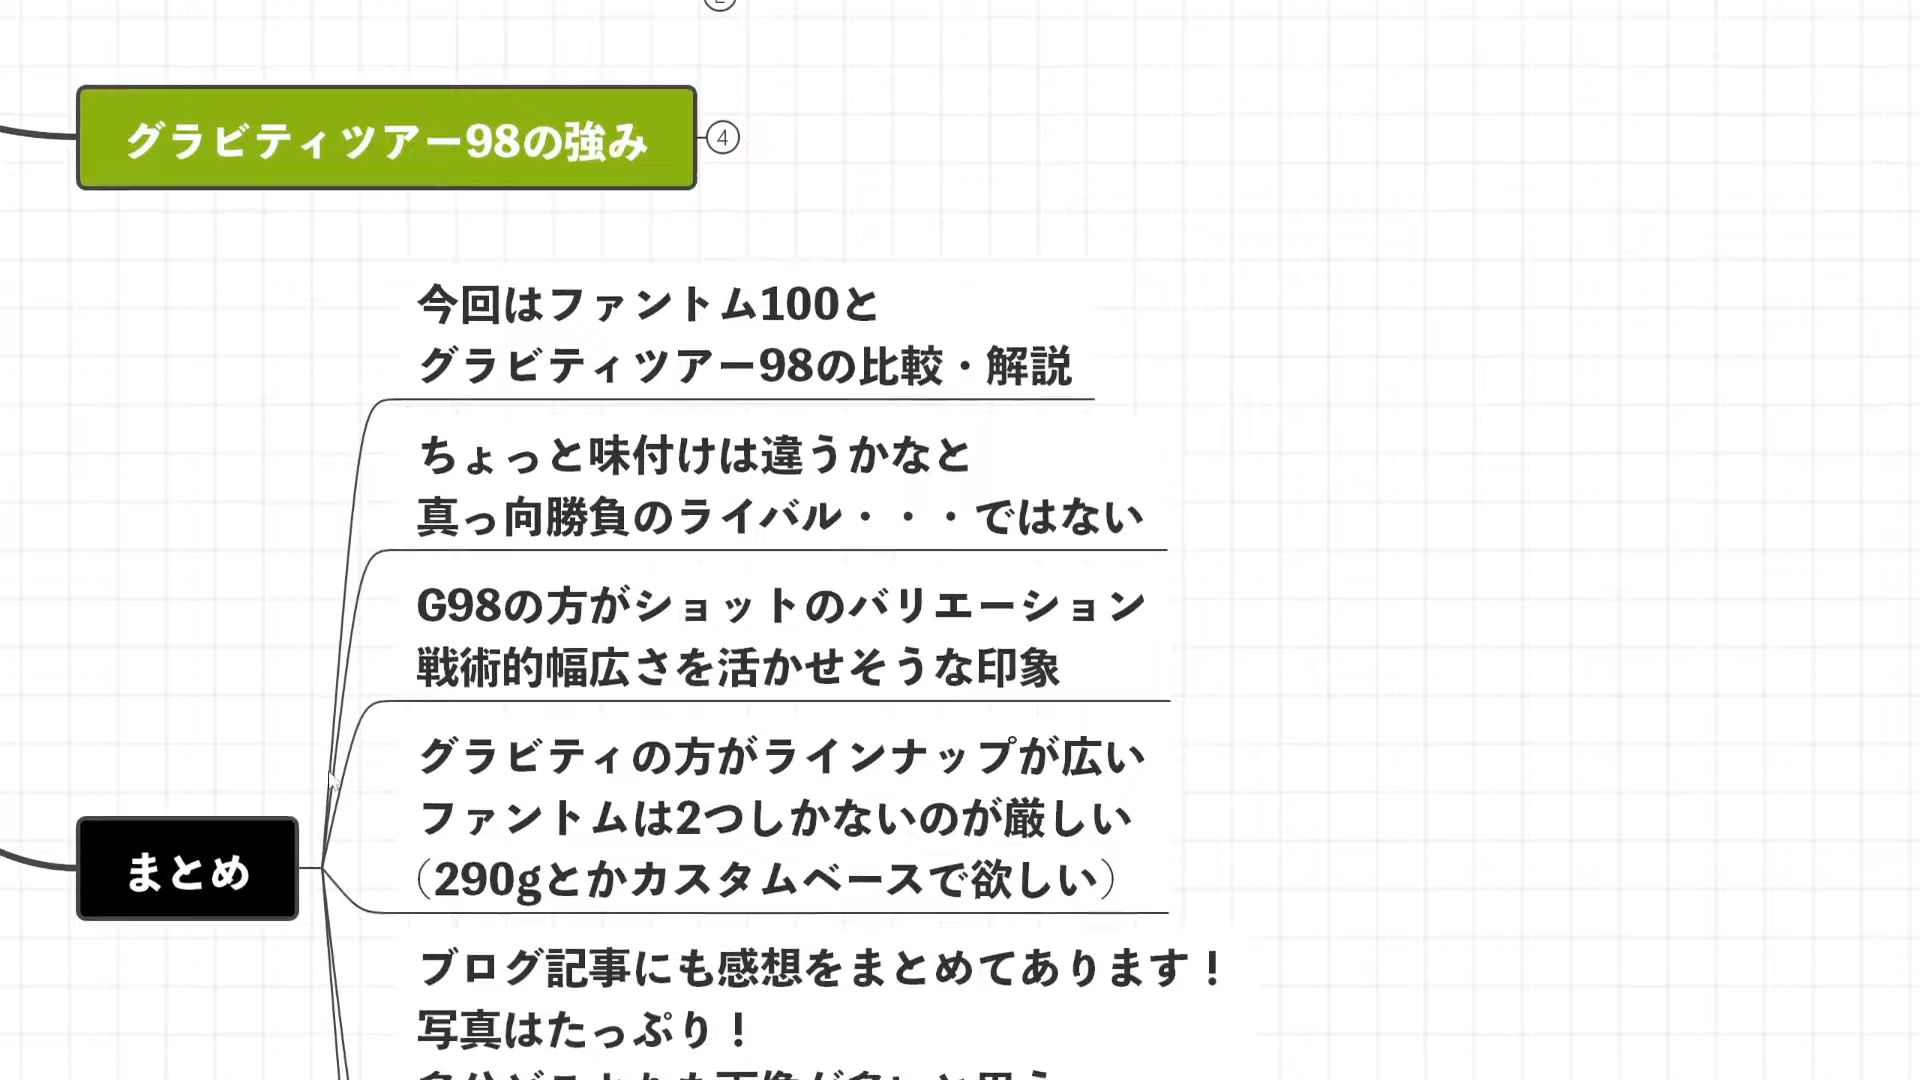 グラビティツアー98の強み
4
今回はファントム100と
グラビティツアー98の比較・解説
ちょっと味付けは違うかなと
真っ向勝負のライバル・・・ではない
G98の方がショットのバリエーション
戦術的幅広さを活かせそうな印象
グラビティの方がラインナップが広い
ファントムは2つしかないのが厳しい
（290gとかカスタムベースで欲しい）
まとめ
ブログ記事にも感想をまとめてあります！
写真はたっぷり！